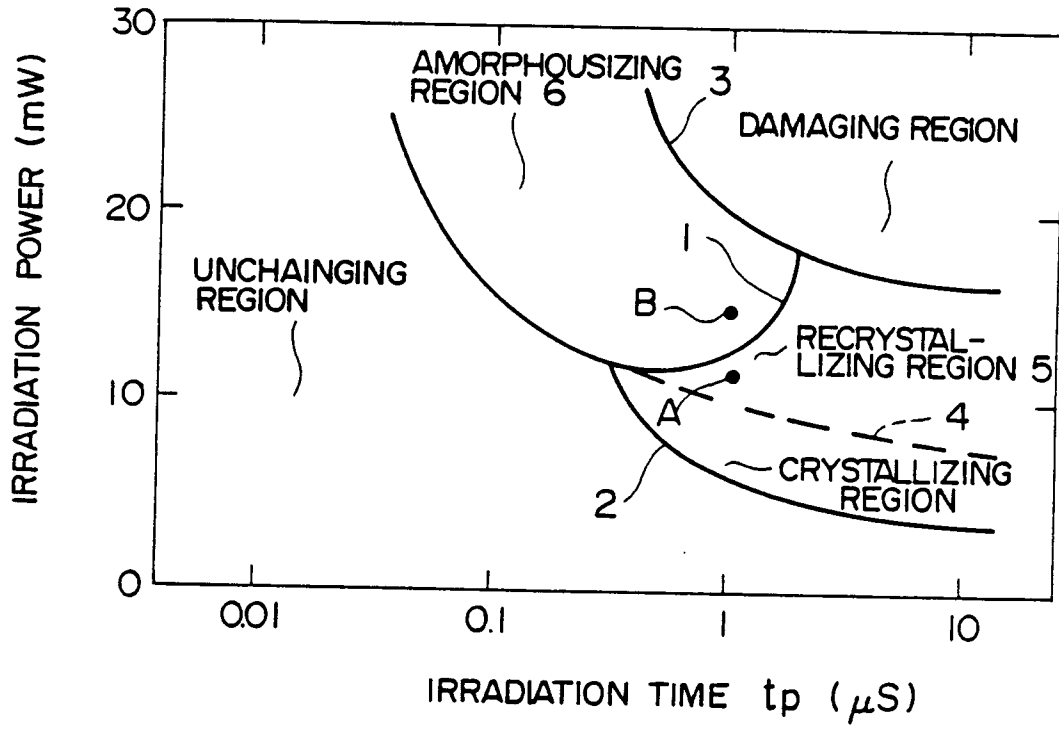 30
AMORPHOUSIZING
REGION 6
3
DAMAGING REGION
IRRADIATION POWER (mW)
20
1
UNCHAINGING
REGION
B
RECRYSTAL-
LIZING REGION 5
10
A
4
CRYSTALLIZING
REGION
2
0
0.01
0.1
1
10
IRRADIATION TIME tp (μS)